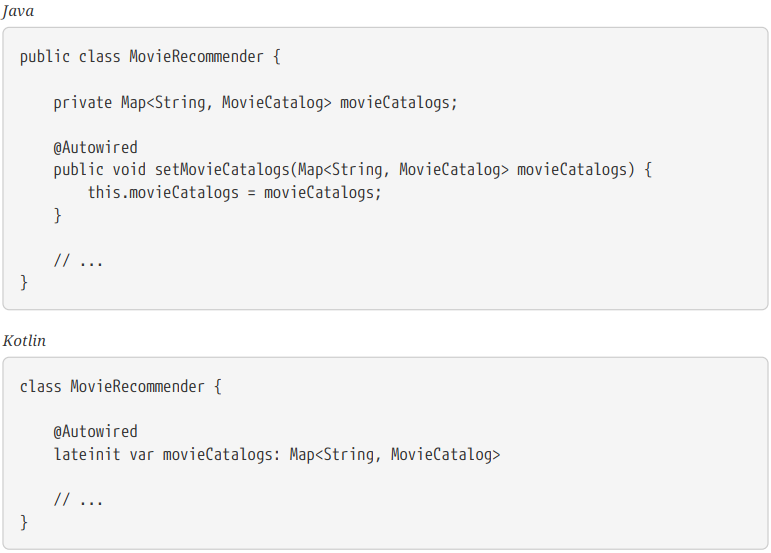 Java
public class MovieRecommender {
    private Map<String, MovieCatalog> movieCatalogs;
    @Autowired
    public void setMovieCatalogs(Map<String, MovieCatalog> movieCatalogs) {
        this.movieCatalogs = movieCatalogs;
    }
    // ...
}
Kotlin
class MovieRecommender {
    @Autowired
    lateinit var movieCatalogs: Map<String, MovieCatalog>
    // ...
}